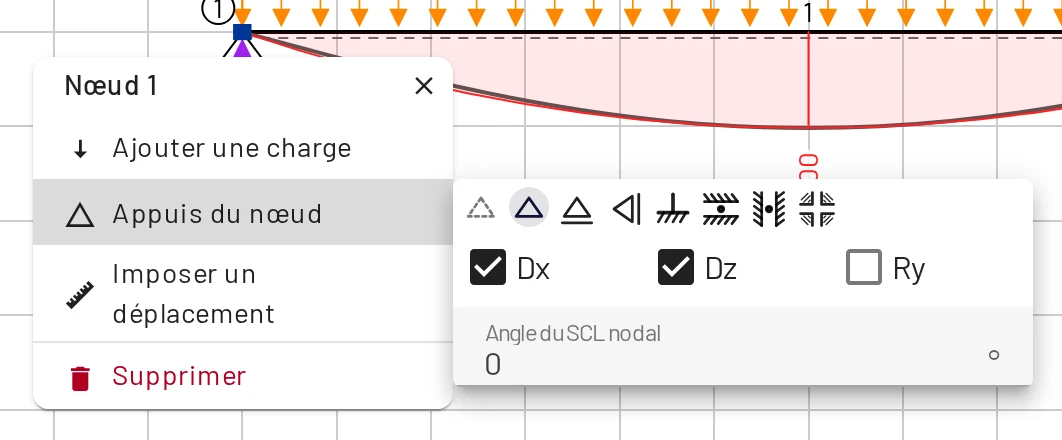 1
1
Nœud 1
Ajouter une charge
Appuis du nœud
Imposer un
déplacement
Supprimer
00
Dx
Dz
Ry
Angle du SCL nodal
0
°